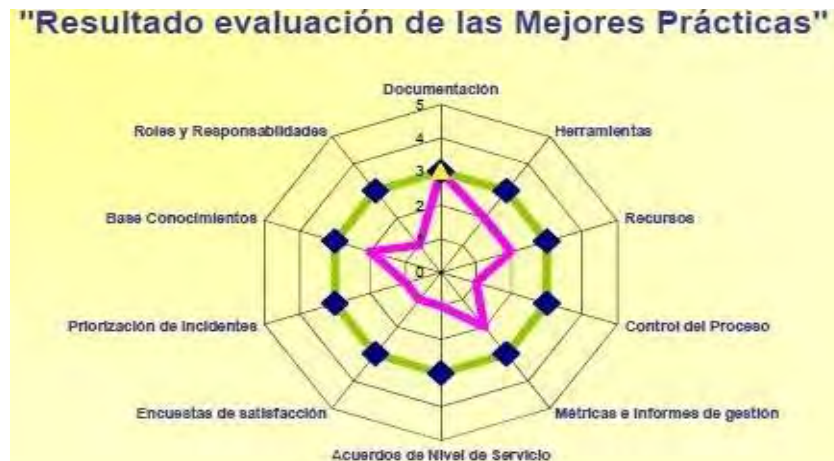 "Resultado evaluación de las Mejores Prácticas"
Documentación
5
Roles y Responsabilidades
Herramientas
4
3
Base Conocimientos
2
Recursos
1
0
Priorización de Incidentes
Control del Proceso
Encuestas de satisfacción
Métricas e informes de gestión
Acuerdos de Nivel de Servicio